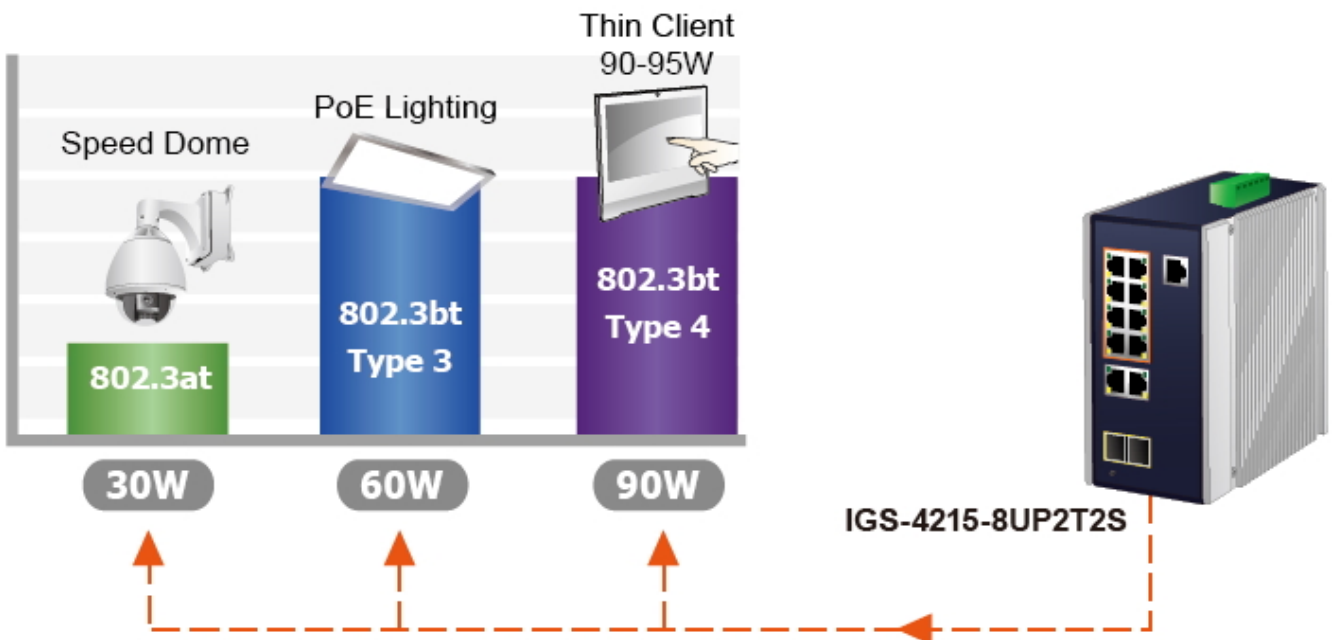 Thin Client
90-95W
PoE Lighting
Speed Dome
802.3at
802.3bt
Type 3
802.3bt
Type 4
30W
60W
90W
IGS-4215-8UP2T2S